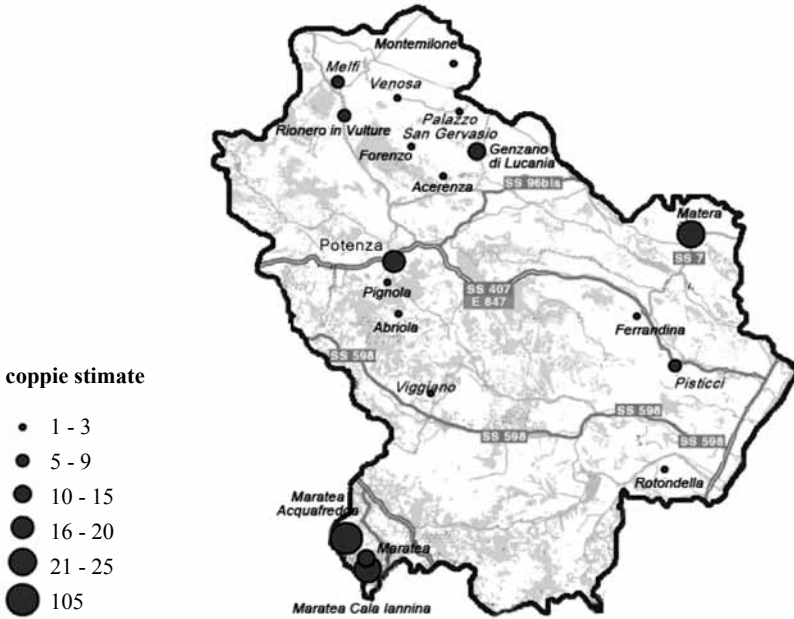 Montemilone
Melfi
Venosa
Rionero in Vulture
Palazzo
San Gervasio
Forenzo
Genzano
di Lucania
Acerenza
SS 96bis
Matera
SS 7
Potenza
Pignola
SS 407
E 847
Abriola
Ferrandina
SS 598
Pisticci
Viggiano
SS 598
SS 598
SS 598
Rotondella
Maratea
Acquafredda
Maratea
Maratea Cala Iannina
coppie stimate
1 - 3
5 - 9
10 - 15
16 - 20
21 - 25
105